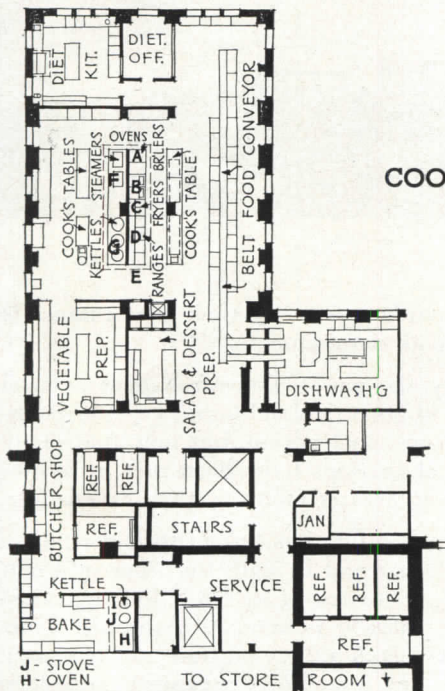 DIET KIT.
DIET. OFF.
COO
OVENS
BELT FOOD CONVEYOR
COOK'S TABLES
KETTLES STEAMERS
RANGES FRYERS BR'LERS
COOK'S TABLE
A
B
C
D
E
F
G
VEGETABLE PREP.
SALAD & DESSERT PREP.
DISHWASH'G
BUTCHER SHOP
REF.
REF.
REF.
STAIRS
JAN
KETTLE
SERVICE
REF.
REF.
REF.
REF.
BAKE
I
J
H
J - STOVE
H - OVEN
TO STORE ROOM